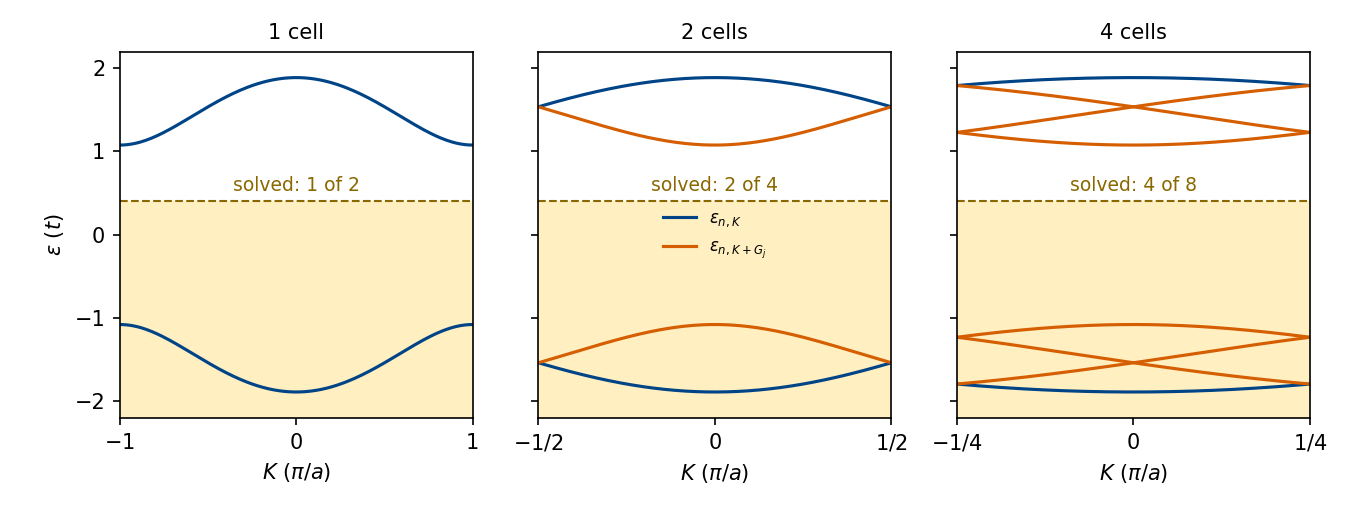 1 cell
2 cells
4 cells
ε (t)
2
1
0
−1
−2
solved: 1 of 2
solved: 2 of 4
solved: 4 of 8
ε_{n, K}
ε_{n, K + G_j}
−1
0
1
−1/2
0
1/2
−1/4
0
1/4
K (π/a)
K (π/a)
K (π/a)